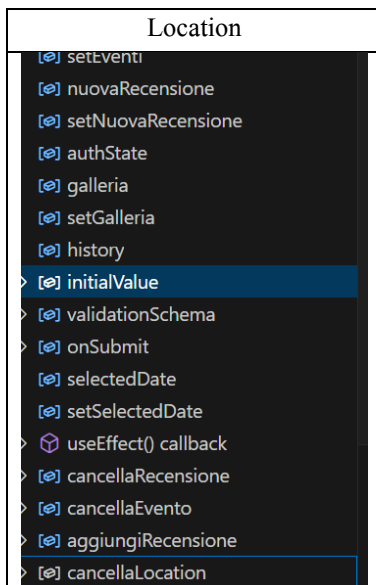 Location
setEventi
nuovaRecensione
setNuovaRecensione
authState
galleria
setGalleria
history
initialValue
validationSchema
onSubmit
selectedDate
setSelectedDate
useEffect() callback
cancellaRecensione
cancellaEvento
aggiungiRecensione
cancellaLocation